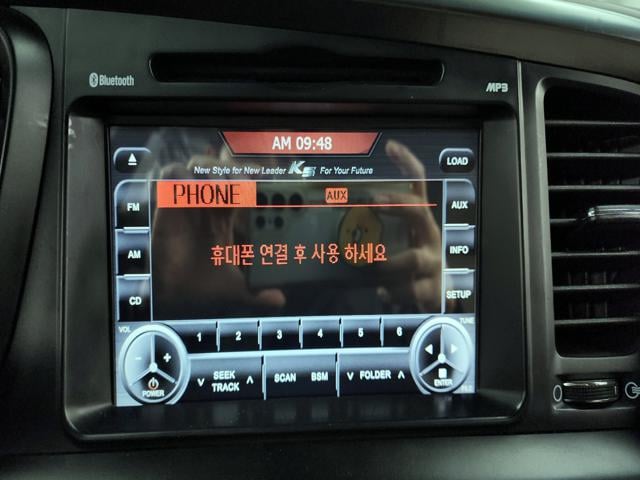 Bluetooth
MP3
AM 09:48
LOAD
New Style for New Leader K5 For Your Future
PHONE
AUX
FM
AUX
휴대폰 연결 후 사용 하세요
AM
INFO
CD
SETUP
VOL
TUNE
1 2 3 4 5 6
SEEK
TRACK
SCAN
BSM
FOLDER
POWER
ENTER
FILE